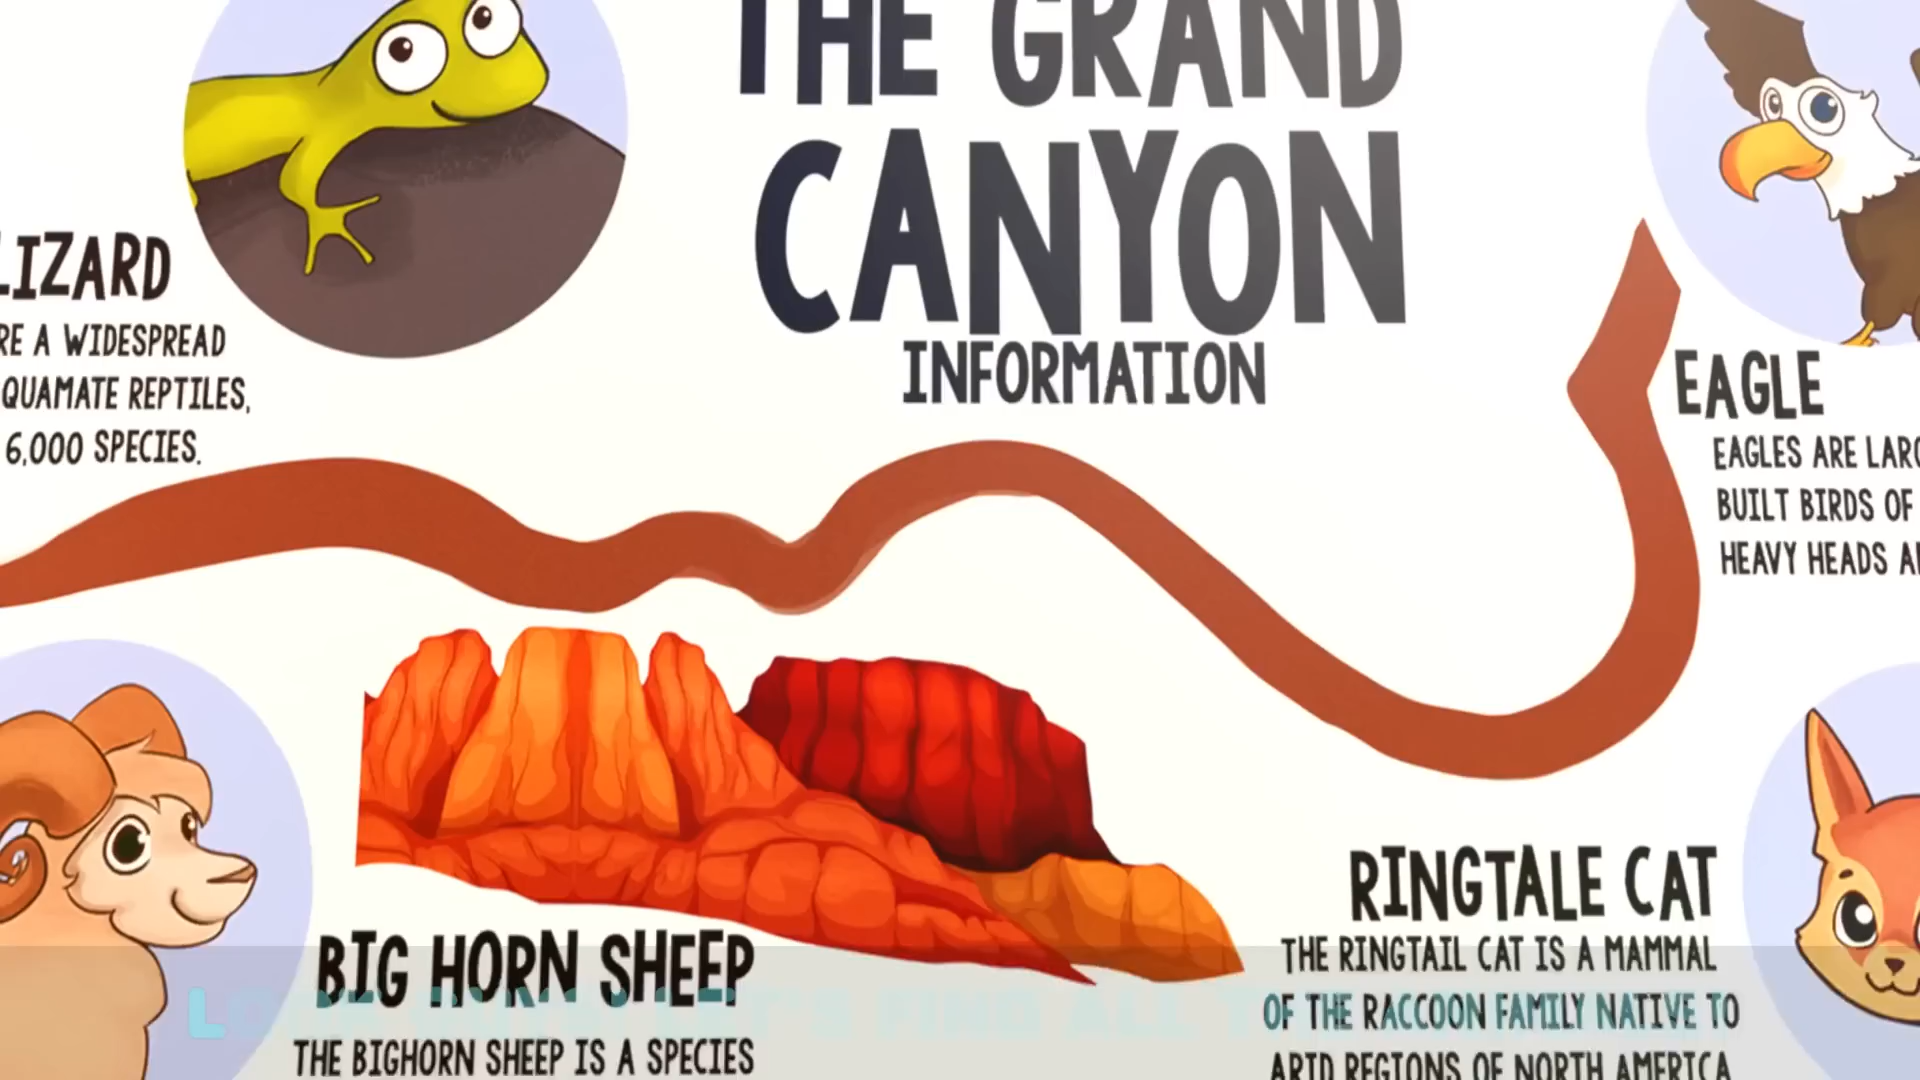 THE GRAND
CANYON
INFORMATION
LIZARD
RE A WIDESPREAD
QUAMATE REPTILES,
6,000 SPECIES.
EAGLE
EAGLES ARE LARG
BUILT BIRDS OF
HEAVY HEADS A
BIG HORN SHEEP
THE BIGHORN SHEEP IS A SPECIES
RINGTALE CAT
THE RINGTAIL CAT IS A MAMMAL
OF THE RACCOON FAMILY NATIVE TO
ARID REGIONS OF NORTH AMERICA